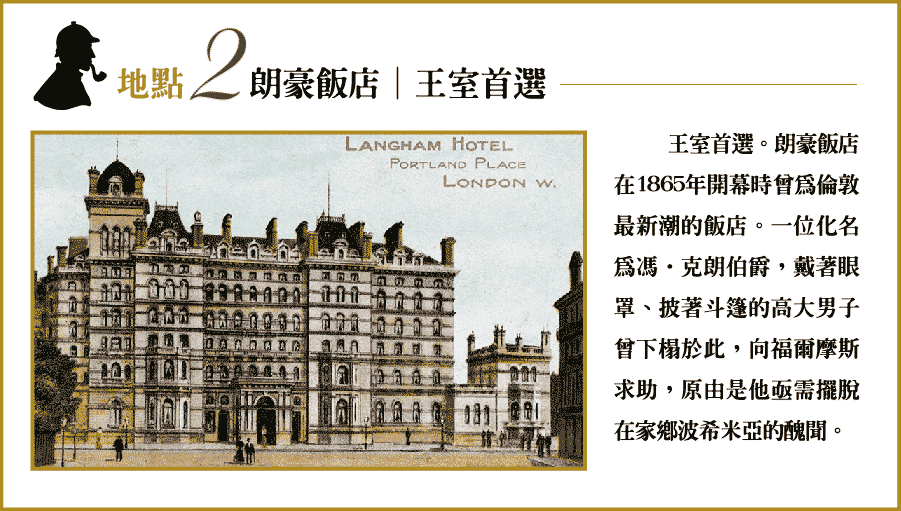 地點 2 朗豪飯店｜王室首選
LANGHAM HOTEL
PORTLAND PLACE
LONDON W.
王室首選。朗豪飯店
在1865年開幕時曾為倫敦
最新潮的飯店。一位化名
為馮・克朗伯爵，戴著眼
罩、披著斗篷的高大男子
曾下榻於此，向福爾摩斯
求助，原由是他亟需擺脫
在家鄉波希米亞的醜聞。